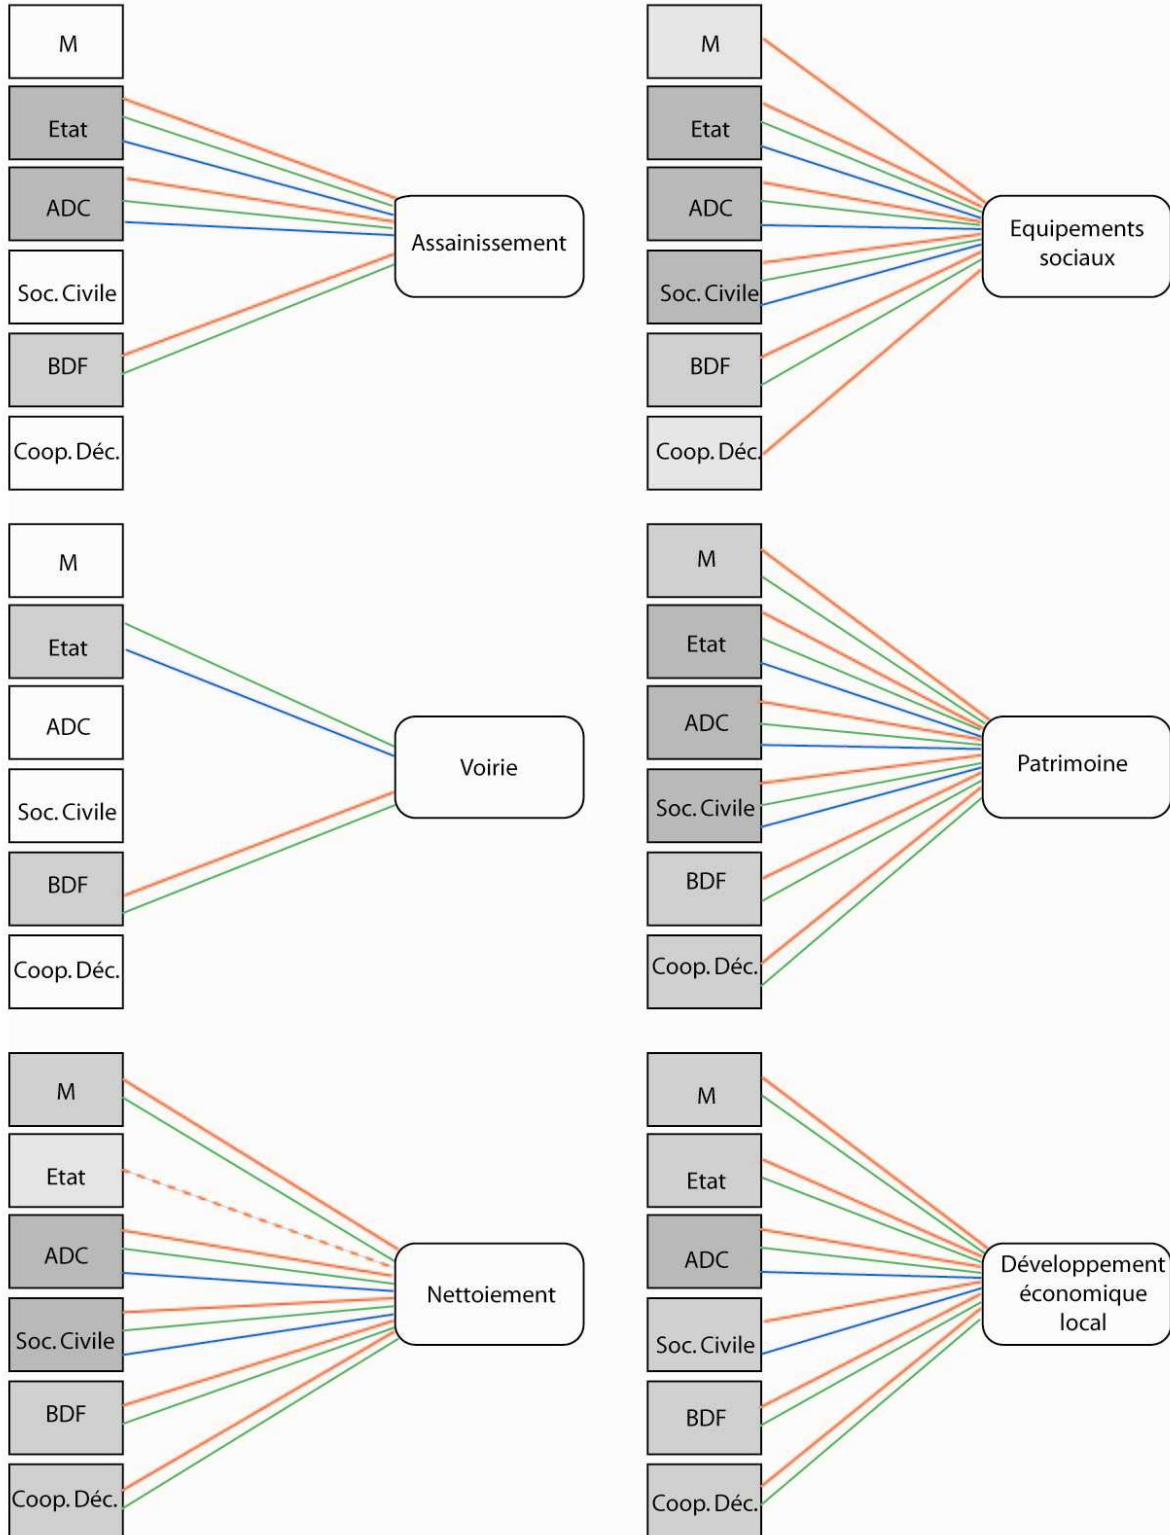 M
Etat
ADC
Soc. Civile
BDF
Coop. Déc.
Assainissement
M
Etat
ADC
Soc. Civile
BDF
Coop. Déc.
Equipements
sociaux
M
Etat
ADC
Soc. Civile
BDF
Coop. Déc.
Voirie
M
Etat
ADC
Soc. Civile
BDF
Coop. Déc.
Patrimoine
M
Etat
ADC
Soc. Civile
BDF
Coop. Déc.
Nettoiement
M
Etat
ADC
Soc. Civile
BDF
Coop. Déc.
Développement
économique
local